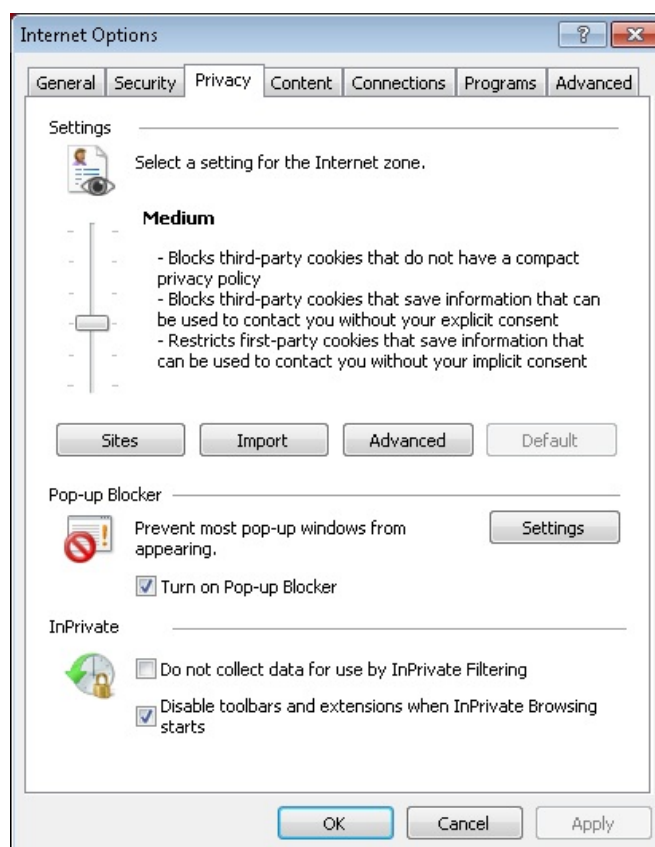 Internet Options
General Security Privacy Content Connections Programs Advanced
Settings
Select a setting for the Internet zone.
Medium
- Blocks third-party cookies that do not have a compact
privacy policy
- Blocks third-party cookies that save information that can
be used to contact you without your explicit consent
- Restricts first-party cookies that save information that
can be used to contact you without your implicit consent
Sites Import Advanced Default
Pop-up Blocker
Prevent most pop-up windows from
appearing.
Settings
Turn on Pop-up Blocker
InPrivate
Do not collect data for use by InPrivate Filtering
Disable toolbars and extensions when InPrivate Browsing
starts
OK Cancel Apply